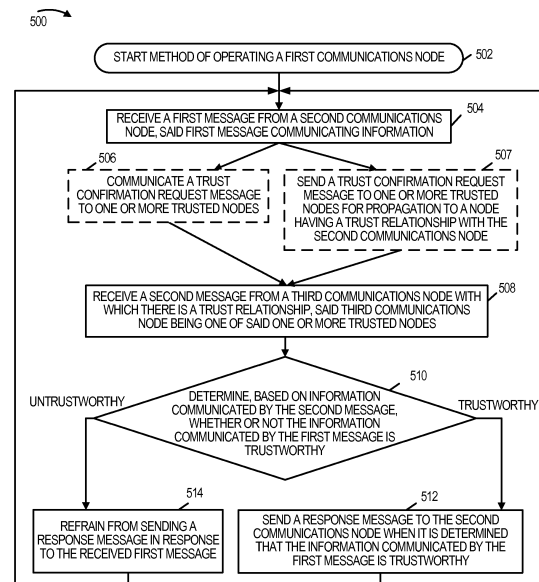 500
START METHOD OF OPERATING A FIRST COMMUNICATIONS NODE
502
RECEIVE A FIRST MESSAGE FROM A SECOND COMMUNICATIONS
NODE, SAID FIRST MESSAGE COMMUNICATING INFORMATION
504
506
COMMUNICATE A TRUST
CONFIRMATION REQUEST MESSAGE
TO ONE OR MORE TRUSTED NODES
507
SEND A TRUST CONFIRMATION REQUEST
MESSAGE TO ONE OR MORE TRUSTED
NODES FOR PROPAGATION TO A NODE
HAVING A TRUST RELATIONSHIP WITH THE
SECOND COMMUNICATIONS NODE
RECEIVE A SECOND MESSAGE FROM A THIRD COMMUNICATIONS NODE WITH
WHICH THERE IS A TRUST RELATIONSHIP, SAID THIRD COMMUNICATIONS
NODE BEING ONE OF SAID ONE OR MORE TRUSTED NODES
508
510
DETERMINE, BASED ON INFORMATION
COMMUNICATED BY THE SECOND MESSAGE,
WHETHER OR NOT THE INFORMATION
COMMUNICATED BY THE FIRST MESSAGE IS
TRUSTWORTHY
UNTRUSTWORTHY
TRUSTWORTHY
514
REFRAIN FROM SENDING A
RESPONSE MESSAGE IN RESPONSE
TO THE RECEIVED FIRST MESSAGE
512
SEND A RESPONSE MESSAGE TO THE SECOND
COMMUNICATIONS NODE WHEN IT IS DETERMINED
THAT THE INFORMATION COMMUNICATED BY THE
FIRST MESSAGE IS TRUSTWORTHY